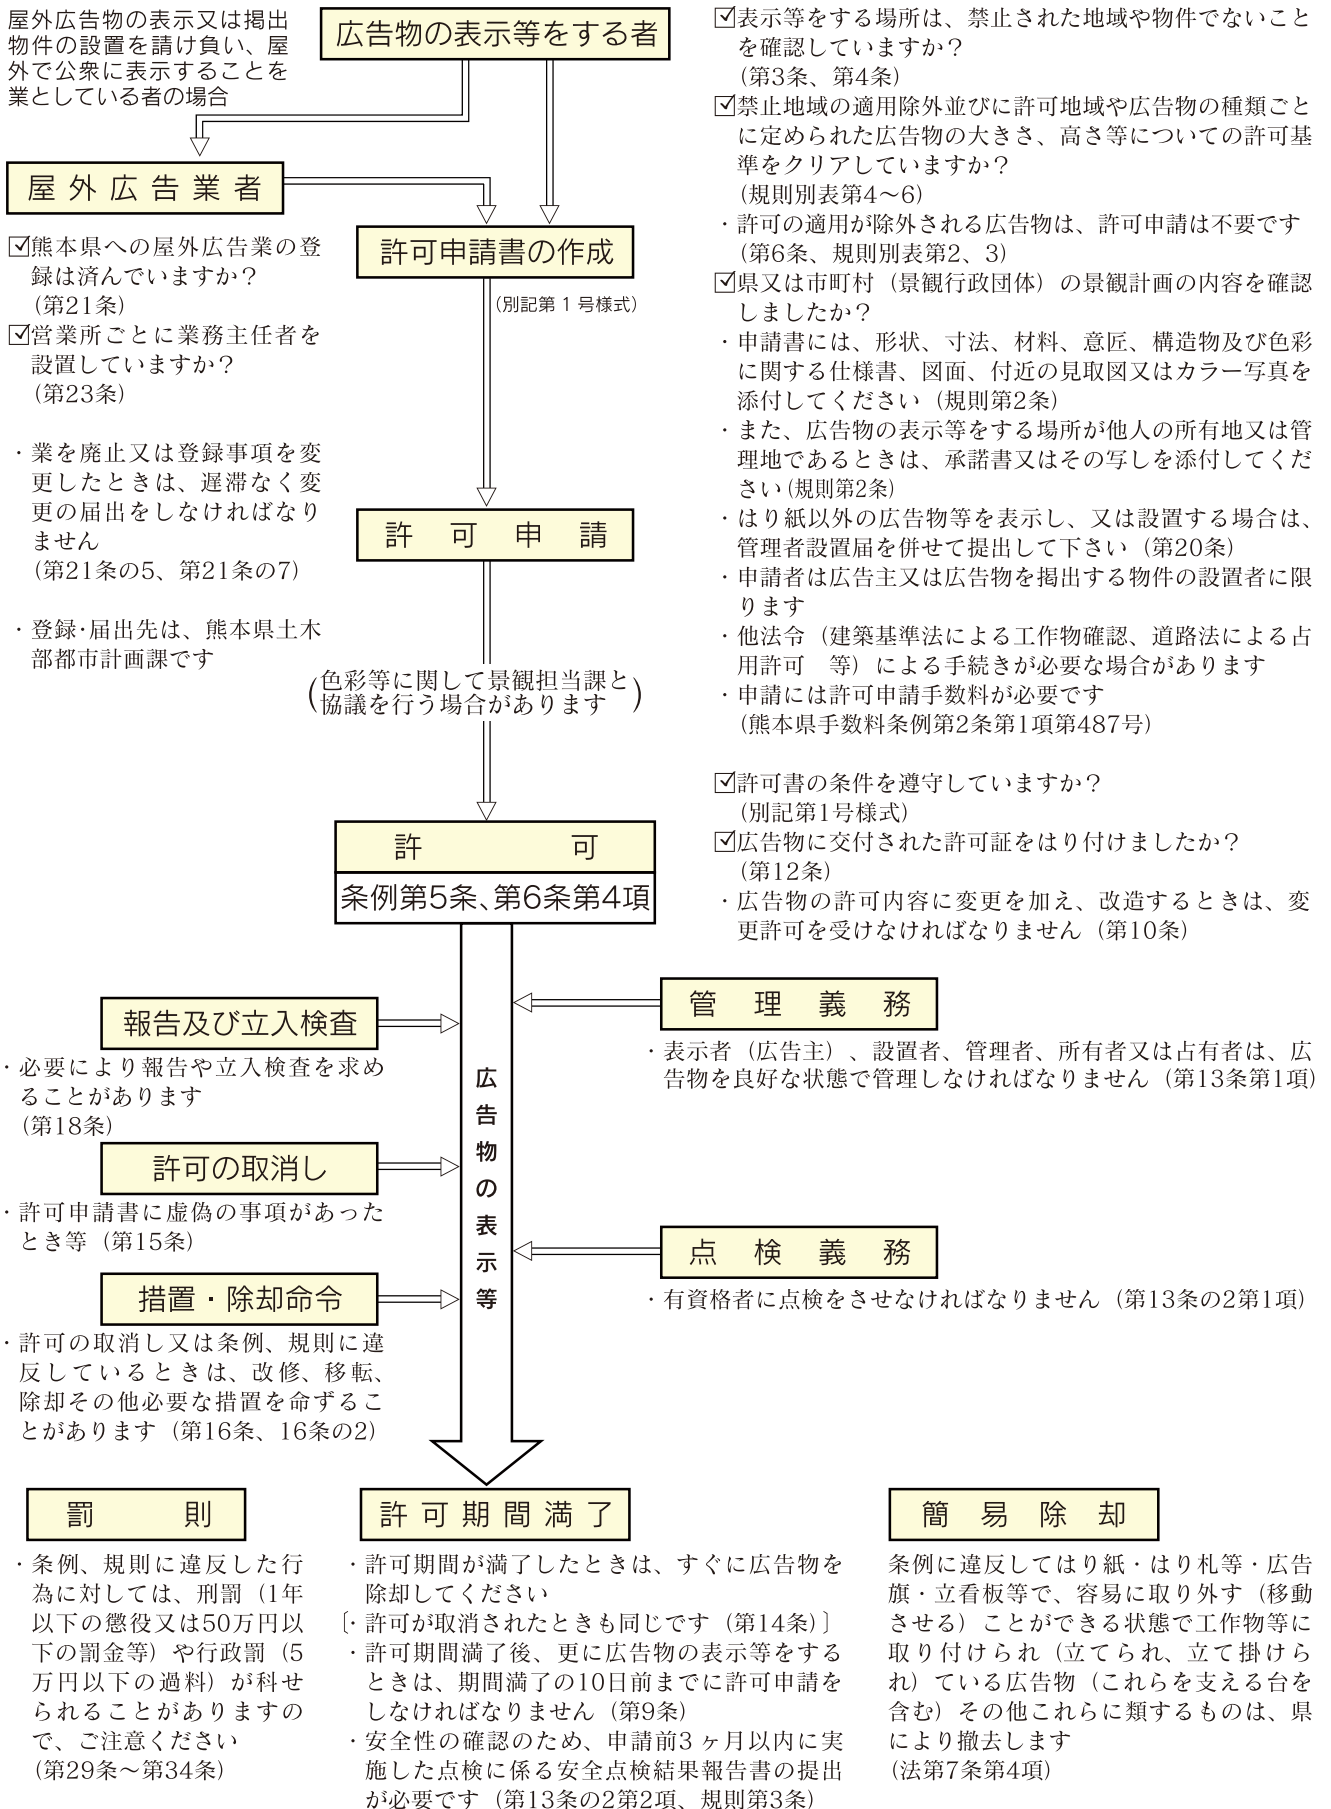 屋外広告物の表示又は掲出
物件の設置を請け負い、屋
外で公衆に表示することを
業としている者の場合
広告物の表示等をする者
屋外広告業者
☑熊本県への屋外広告業の登
録は済んでいますか？
（第21条）
☑営業所ごとに業務主任者を
設置していますか？
（第23条）
・業を廃止又は登録事項を変
更したときは、遅滞なく変
更の届出をしなければなり
ません
（第21条の5、第21条の7）
・登録・届出先は、熊本県土木
部都市計画課です
許可申請書の作成
（別記第１号様式）
許可申請
（色彩等に関して景観担当課と
協議を行う場合があります）
許可
条例第5条、第6条第4項
☑表示等をする場所は、禁止された地域や物件でないこと
を確認していますか？
（第3条、第4条）
☑禁止地域の適用除外並びに許可地域や広告物の種類ごと
に定められた広告物の大きさ、高さ等についての許可基
準をクリアしていますか？
（規則別表第4～6）
・許可の適用が除外される広告物は、許可申請は不要です
（第6条、規則別表第2、3）
☑県又は市町村（景観行政団体）の景観計画の内容を確認
しましたか？
・申請書には、形状、寸法、材料、意匠、構造物及び色彩
に関する仕様書、図面、付近の見取図又はカラー写真を
添付してください（規則第2条）
・また、広告物の表示等をする場所が他人の所有地又は管
理地であるときは、承諾書又はその写しを添付してくだ
さい（規則第2条）
・はり紙以外の広告物等を表示し、又は設置する場合は、
管理者設置届を併せて提出して下さい（第20条）
・申請者は広告主又は広告物を掲出する物件の設置者に限
ります
・他法令（建築基準法による工作物確認、道路法による占
用許可　等）による手続きが必要な場合があります
・申請には許可申請手数料が必要です
（熊本県手数料条例第2条第1項第487号）
☑許可書の条件を遵守していますか？
（別記第1号様式）
☑広告物に交付された許可証をはり付けましたか？
（第12条）
・広告物の許可内容に変更を加え、改造するときは、変
更許可を受けなければなりません（第10条）
広告物の表示等
報告及び立入検査
・必要により報告や立入検査を求め
ることがあります
（第18条）
許可の取消し
・許可申請書に虚偽の事項があった
とき等（第15条）
措置・除却命令
・許可の取消し又は条例、規則に違
反しているときは、改修、移転、
除却その他必要な措置を命ずるこ
とがあります（第16条、16条の2）
管理義務
・表示者（広告主）、設置者、管理者、所有者又は占有者は、広
告物を良好な状態で管理しなければなりません（第13条第1項）
点検義務
・有資格者に点検をさせなければなりません（第13条の2第1項）
罰則
・条例、規則に違反した行
為に対しては、刑罰（1年
以下の懲役又は50万円以
下の罰金等）や行政罰（5
万円以下の過料）が科せ
られることがありますの
で、ご注意ください
（第29条～第34条）
許可期間満了
・許可期間が満了したときは、すぐに広告物を
除却してください
〔・許可が取消されたときも同じです（第14条）〕
・許可期間満了後、更に広告物の表示等をする
ときは、期間満了の10日前までに許可申請を
しなければなりません（第9条）
・安全性の確認のため、申請前3ヶ月以内に実
施した点検に係る安全点検結果報告書の提出
が必要です（第13条の2第2項、規則第3条）
簡易除却
条例に違反してはり紙・はり札等・広告
旗・立看板等で、容易に取り外す（移動
させる）ことができる状態で工作物等に
取り付けられ（立てられ、立て掛けら
れ）ている広告物（これらを支える台を
含む）その他これらに類するものは、県
により撤去します
（法第7条第4項）